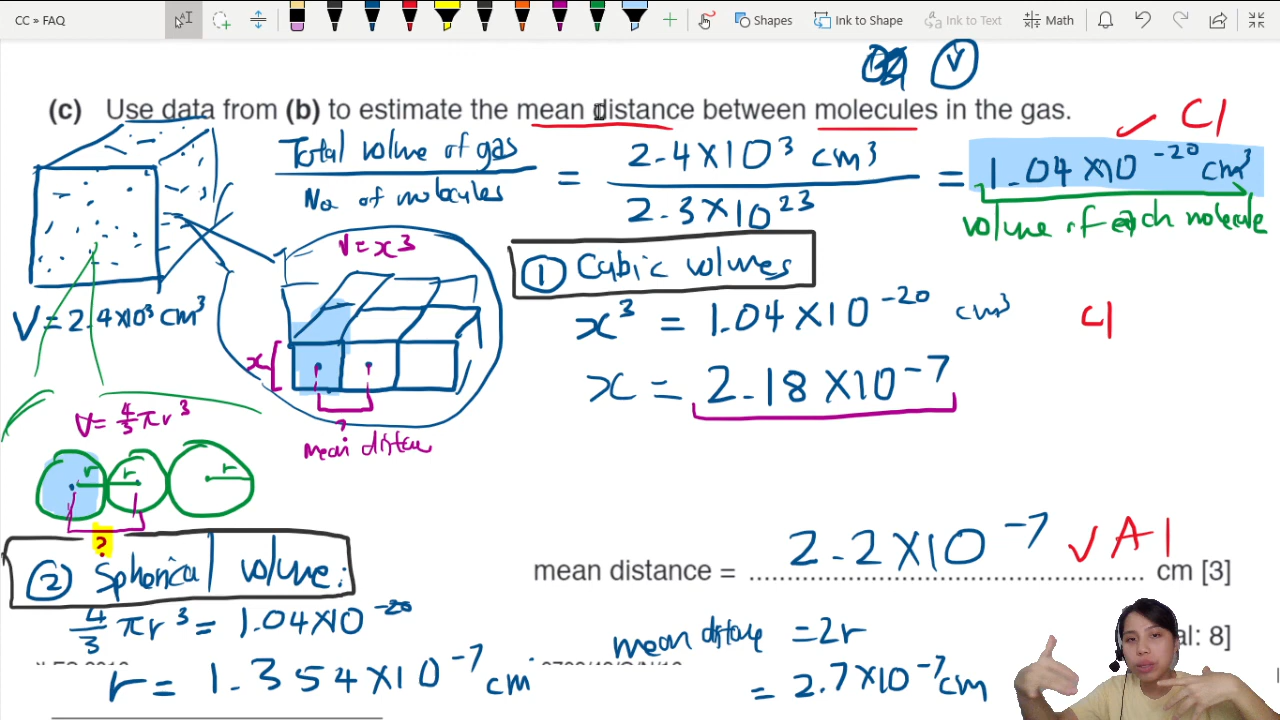 CC » FAQ
Shapes
Ink to Shape
Ink to Text
Math
V
(c) Use data from (b) to estimate the mean distance between molecules in the gas.
✓ C1
Total volume of gas
No. of molecules
=
2.4×10³ cm³
2.3×10²³
= 1.04×10⁻²⁰ cm³
volume of each molecule
V = 2.4×10³ cm³
V = x³
x
?
mean distan
① Cubic volumes
x³ = 1.04×10⁻²⁰ cm³
C1
x = 2.18×10⁻⁷
V = 4/3 πr³
r r r
?
② Spherical volume:
4/3 πr³ = 1.04×10⁻²⁰
r = 1.354×10⁻⁷ cm
2.2×10⁻⁷ ✓ A1
mean distance = ........................ cm [3]
al: 8]
mean distance = 2r
= 2.7×10⁻⁷ cm